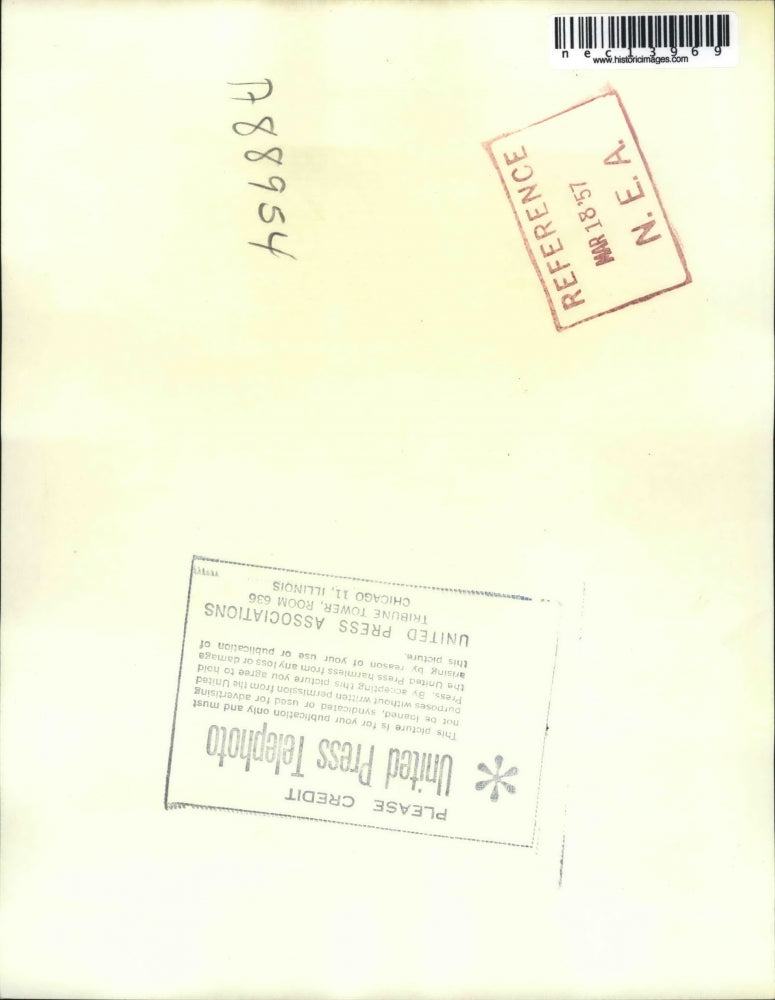 nec13969
www.historicimages.com
A88954
REFERENCE
MAR 18 '57
N. E. A.
PLEASE CREDIT
United Press Telephoto
This picture is for your publication only and must
not be loaned, syndicated or used for advertising
purposes without written permission from the United
Press. By accepting this picture you agree to hold
the United Press harmless from any loss or damage
arising by reason of your use or publication of
this picture.
UNITED PRESS ASSOCIATIONS
TRIBUNE TOWER, ROOM 636
CHICAGO 11, ILLINOIS